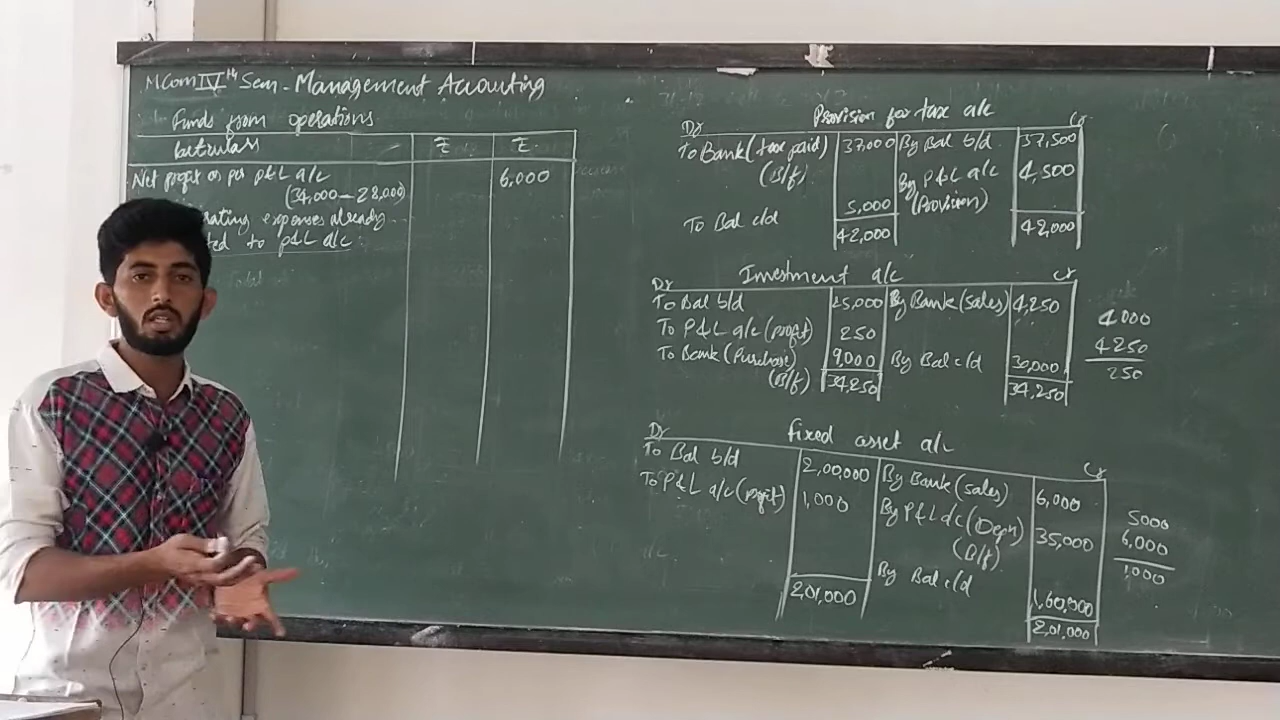 MCom IVth Sem - Management Accounting
Funds from operations
Particulars ₹ ₹
Net profit as per P&L a/c 6,000
(34,000 - 28,000)
rating expenses already
ted to P&L a/c
Provision for tax a/c
Dr Cr
To Bank (tax paid) 37,000 By Bal b/d 37,500
(B/f) By P&L a/c 4,500
(Provision)
To Bal c/d 5,000
42,000 42,000
Investment a/c
Dr Cr
To Bal b/d 25,000 By Bank (sales) 4,250
To P&L a/c (profit) 250
To Bank (Purchase) 9,000 By Bal c/d 30,000
(B/f) 34,250 34,250
4000
4250
250
Fixed asset a/c
Dr Cr
To Bal b/d 2,00,000 By Bank (sales) 6,000
To P&L a/c (profit) 1,000 By P&L a/c (Depn) 35,000
(B/f)
By Bal c/d 1,60,000
2,01,000 2,01,000
5000
6,000
1,000